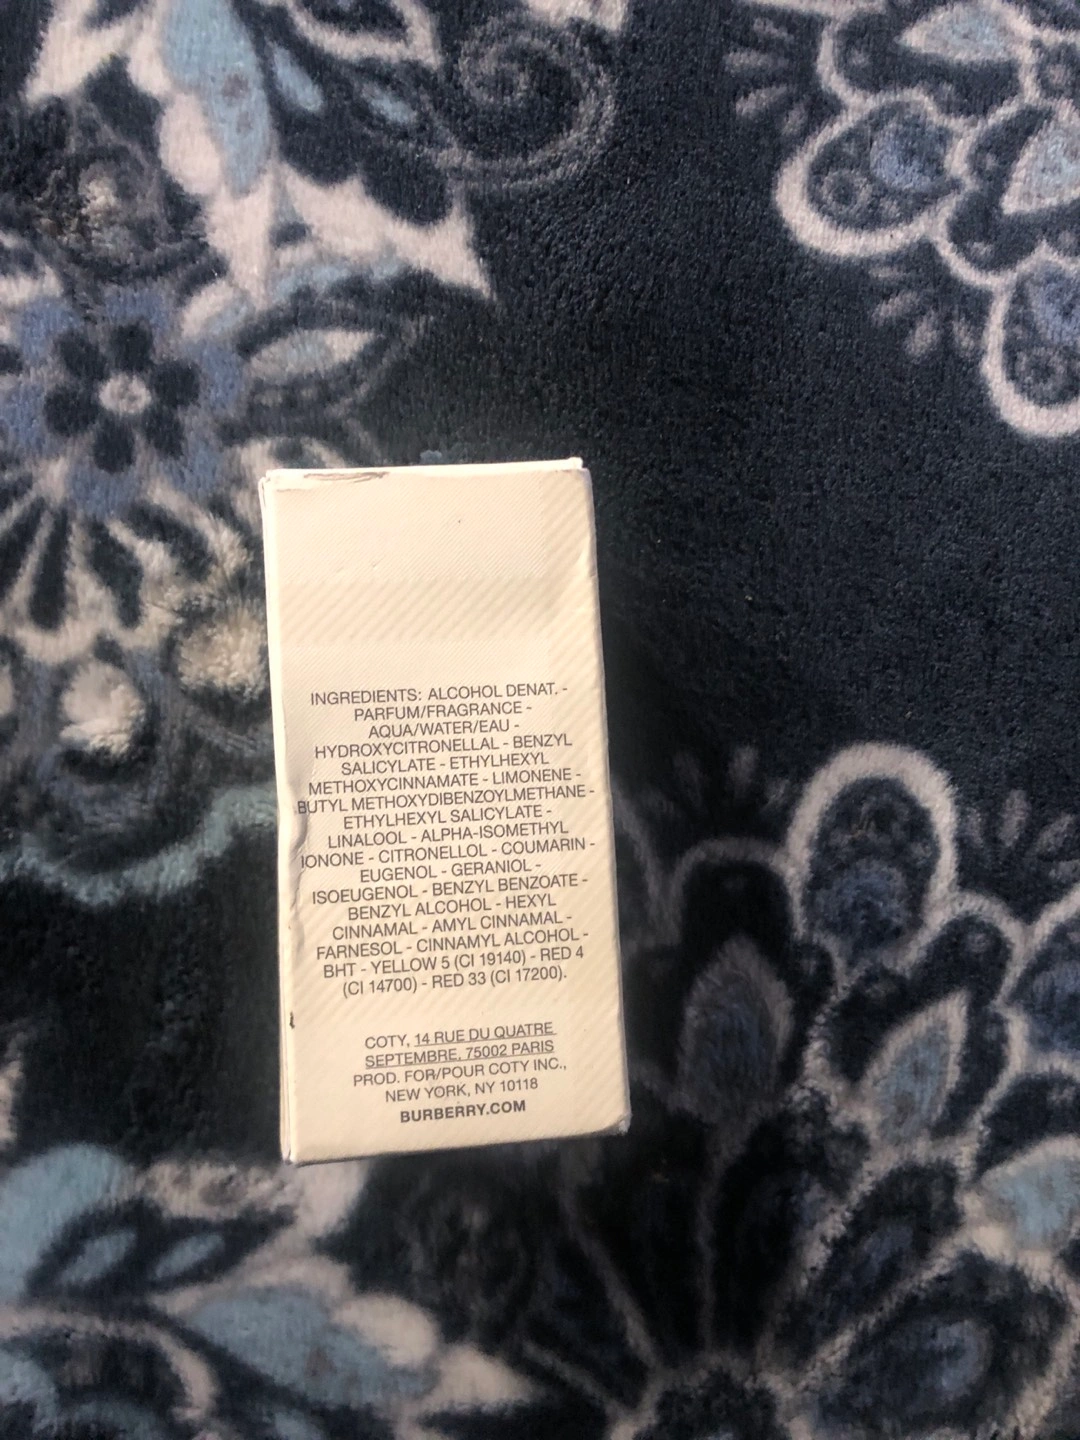 INGREDIENTS: ALCOHOL DENAT. -
PARFUM/FRAGRANCE -
AQUA/WATER/EAU -
HYDROXYCITRONELLAL - BENZYL
SALICYLATE - ETHYLHEXYL
METHOXYCINNAMATE - LIMONENE -
BUTYL METHOXYDIBENZOYLMETHANE -
ETHYLHEXYL SALICYLATE -
LINALOOL - ALPHA-ISOMETHYL
IONONE - CITRONELLOL - COUMARIN -
EUGENOL - GERANIOL -
ISOEUGENOL - BENZYL BENZOATE -
BENZYL ALCOHOL - HEXYL
CINNAMAL - AMYL CINNAMAL -
FARNESOL - CINNAMYL ALCOHOL -
BHT - YELLOW 5 (CI 19140) - RED 4
(CI 14700) - RED 33 (CI 17200).
COTY, 14 RUE DU QUATRE
SEPTEMBRE, 75002 PARIS
PROD. FOR/POUR COTY INC.,
NEW YORK, NY 10118
BURBERRY.COM